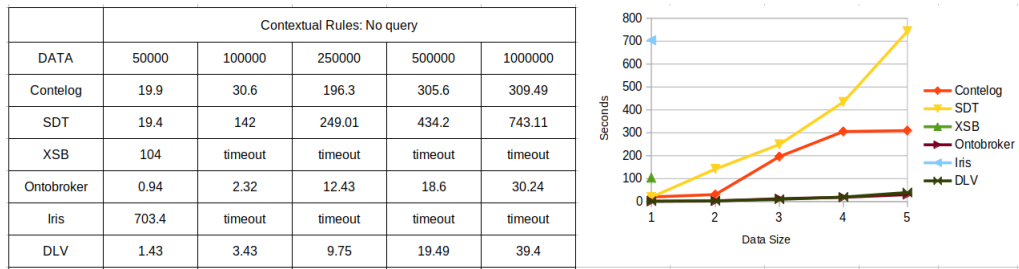 Contextual Rules: No query
DATA 50000 100000 250000 500000 1000000
Contelog 19.9 30.6 196.3 305.6 309.49
SDT 19.4 142 249.01 434.2 743.11
XSB 104 timeout timeout timeout timeout
Ontobroker 0.94 2.32 12.43 18.6 30.24
Iris 703.4 timeout timeout timeout timeout
DLV 1.43 3.43 9.75 19.49 39.4
800
700
600
500
400
300
200
100
0
Seconds
1 2 3 4 5
Data Size
Contelog
SDT
XSB
Ontobroker
Iris
DLV